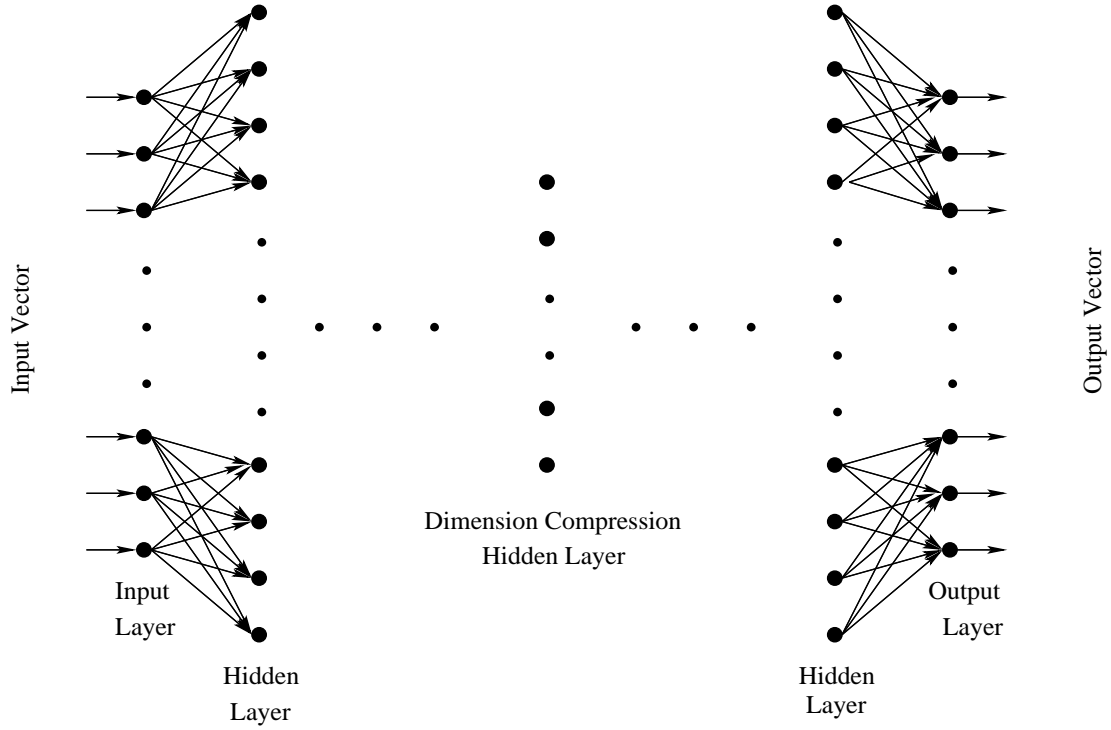 Input Vector
Output Vector
Dimension Compression
Hidden Layer
Input
Layer
Output
Layer
Hidden
Layer
Hidden
Layer